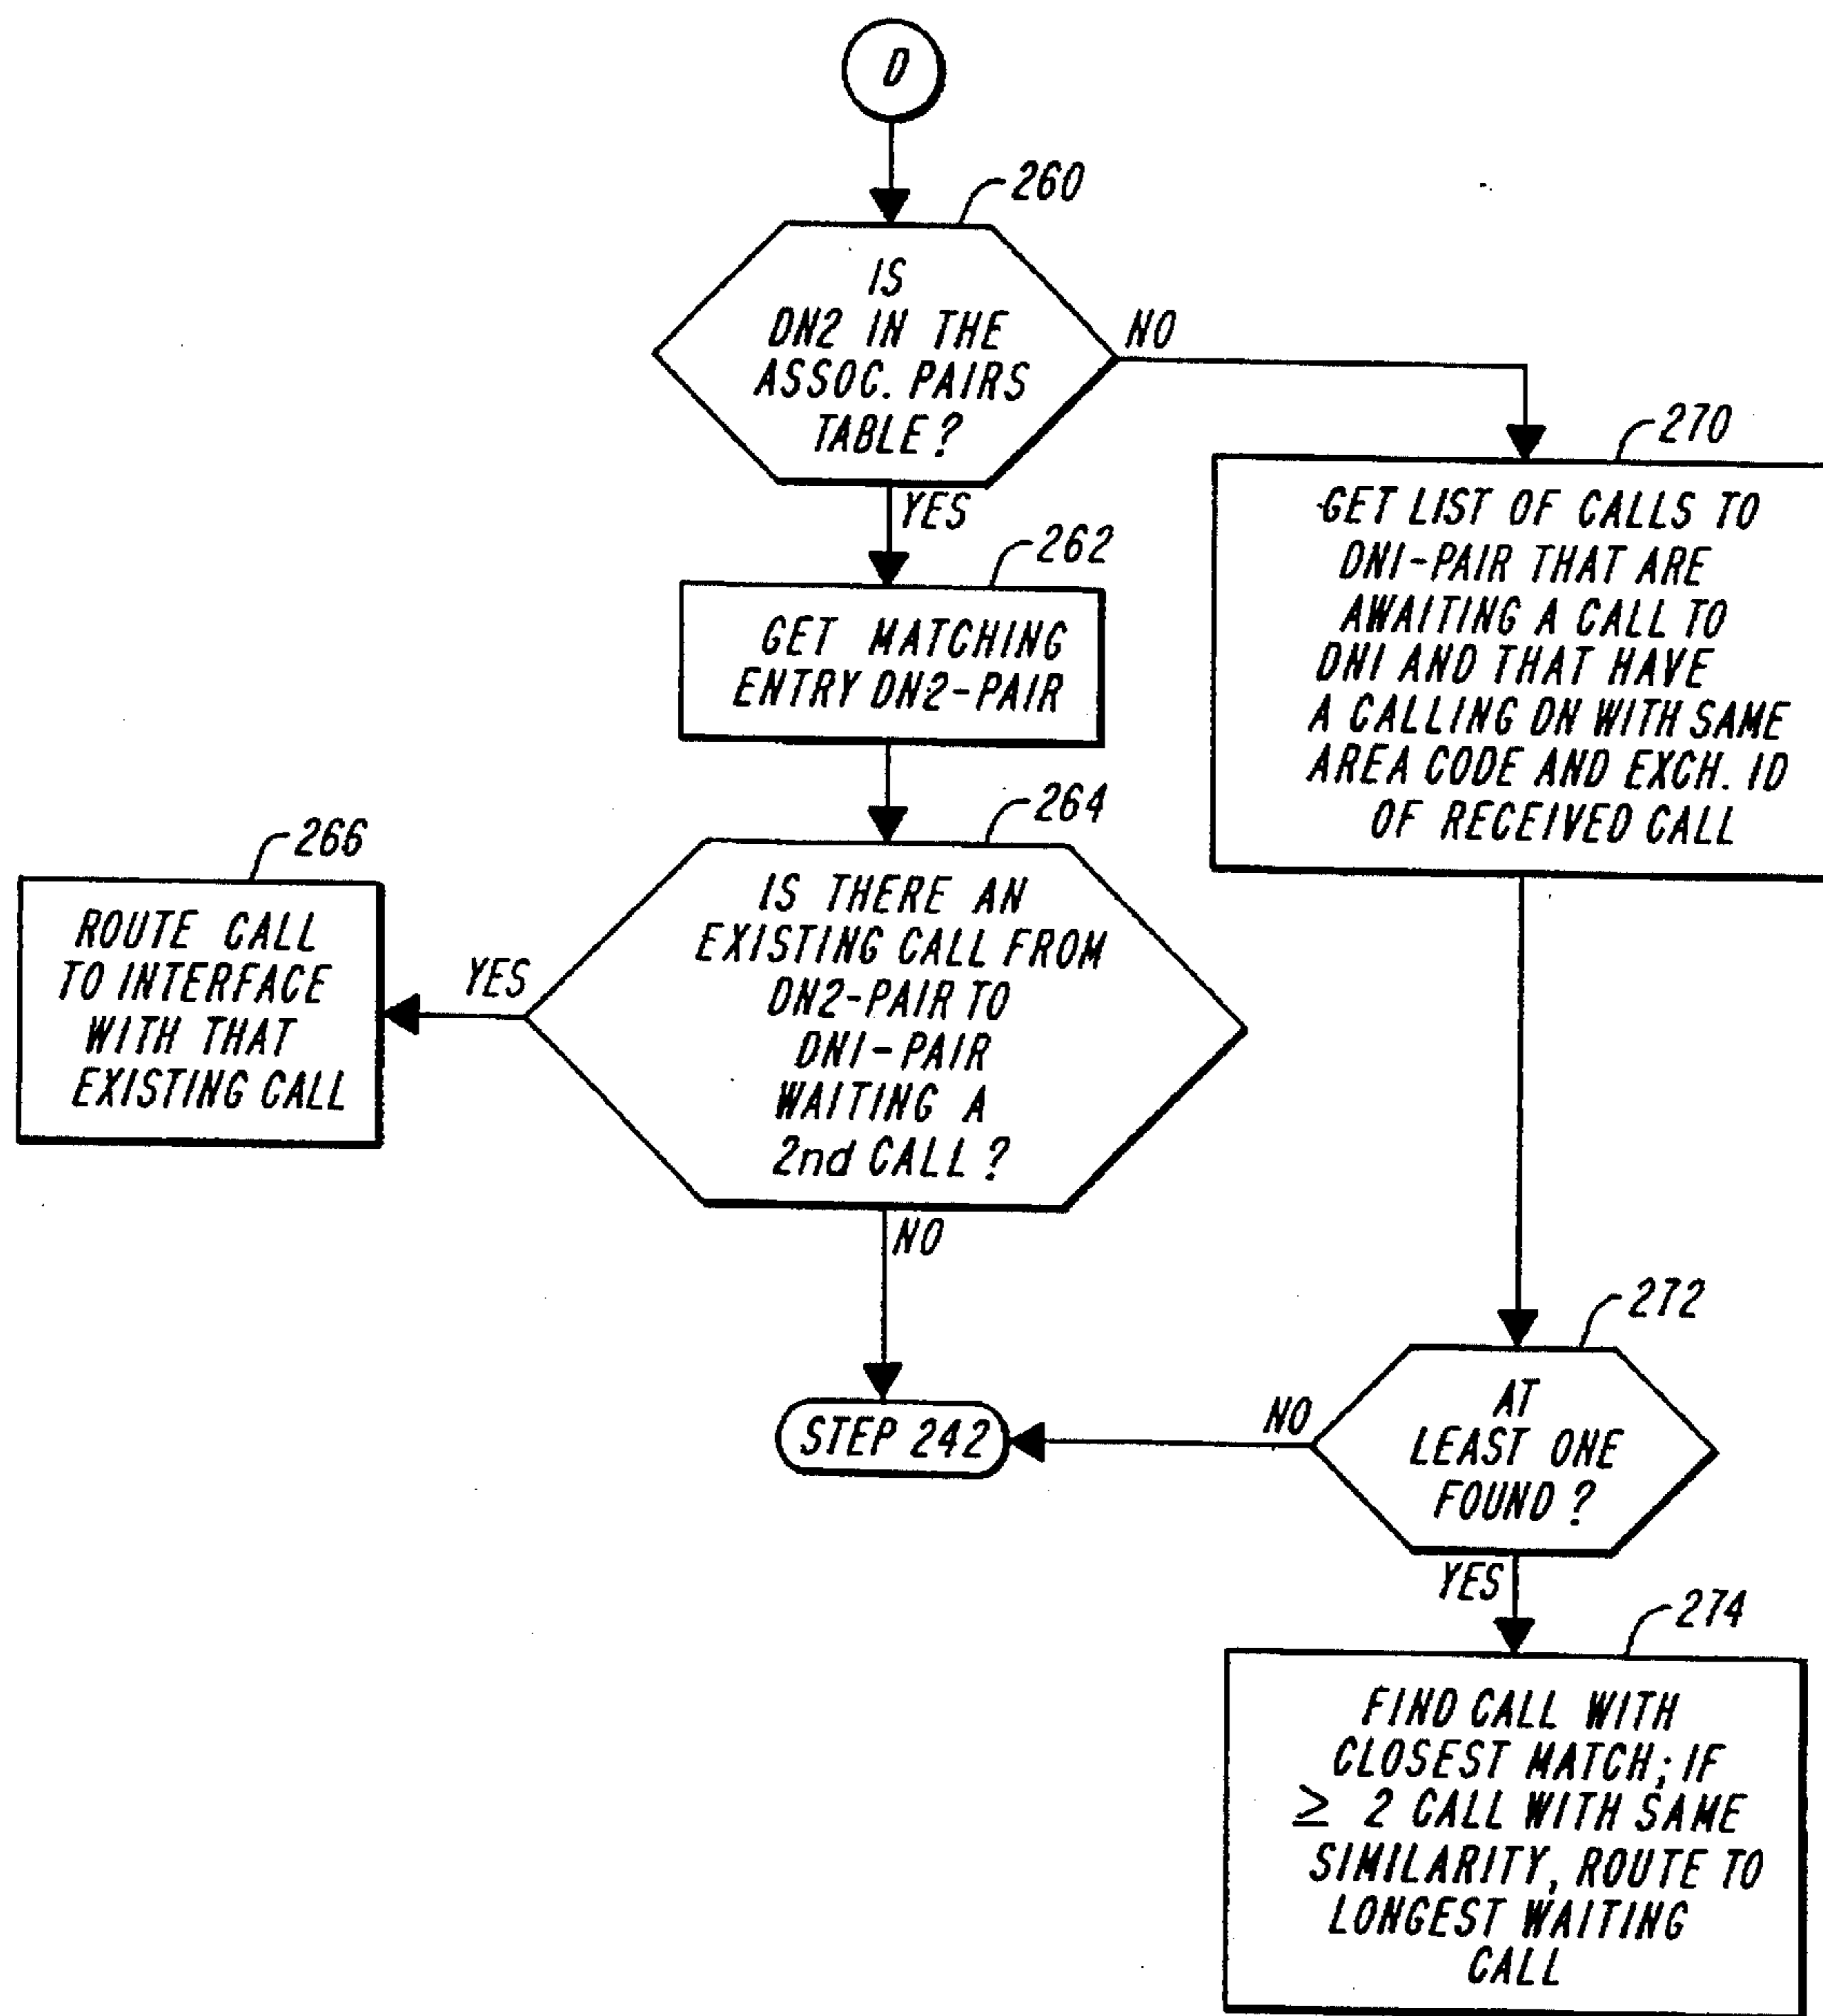 D
260
IS
DN2 IN THE
ASSOC. PAIRS
TABLE?
NO
YES
262
GET MATCHING
ENTRY DN2-PAIR
270
GET LIST OF CALLS TO
DN1-PAIR THAT ARE
AWAITING A CALL TO
DN1 AND THAT HAVE
A CALLING DN WITH SAME
AREA CODE AND EXCH. ID
OF RECEIVED CALL
264
IS THERE AN
EXISTING CALL FROM
DN2-PAIR TO
DN1-PAIR
WAITING A
2nd CALL?
YES
266
ROUTE CALL
TO INTERFACE
WITH THAT
EXISTING CALL
NO
STEP 242
272
AT
LEAST ONE
FOUND?
NO
YES
274
FIND CALL WITH
CLOSEST MATCH; IF
≥ 2 CALL WITH SAME
SIMILARITY, ROUTE TO
LONGEST WAITING
CALL